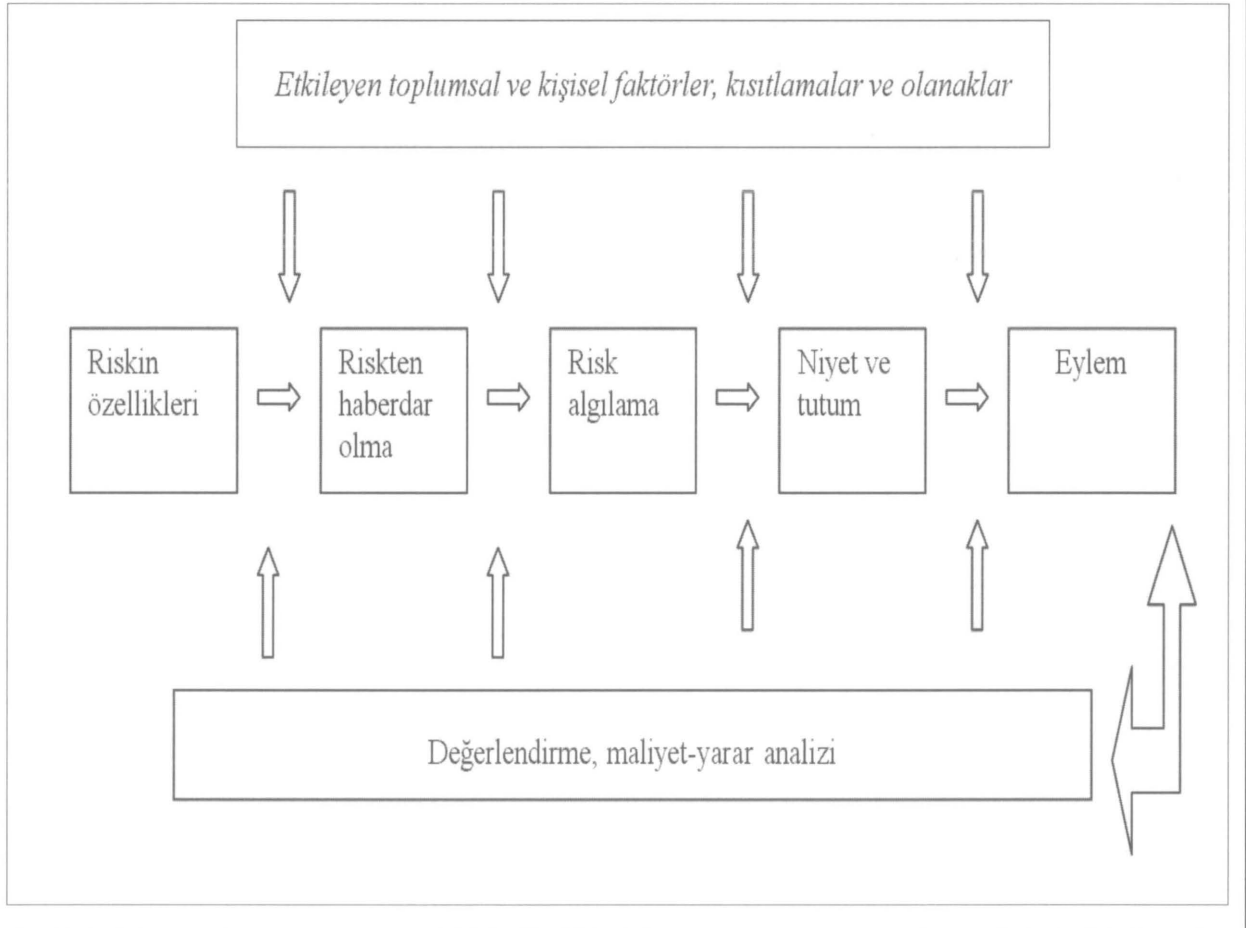 Etkileyen toplumsal ve kişisel faktörler, kısıtlamalar ve olanaklar
Riskin
özellikleri
Riskten
haberdar
olma
Risk
algılama
Niyet ve
tutum
Eylem
Değerlendirme, maliyet-yarar analizi